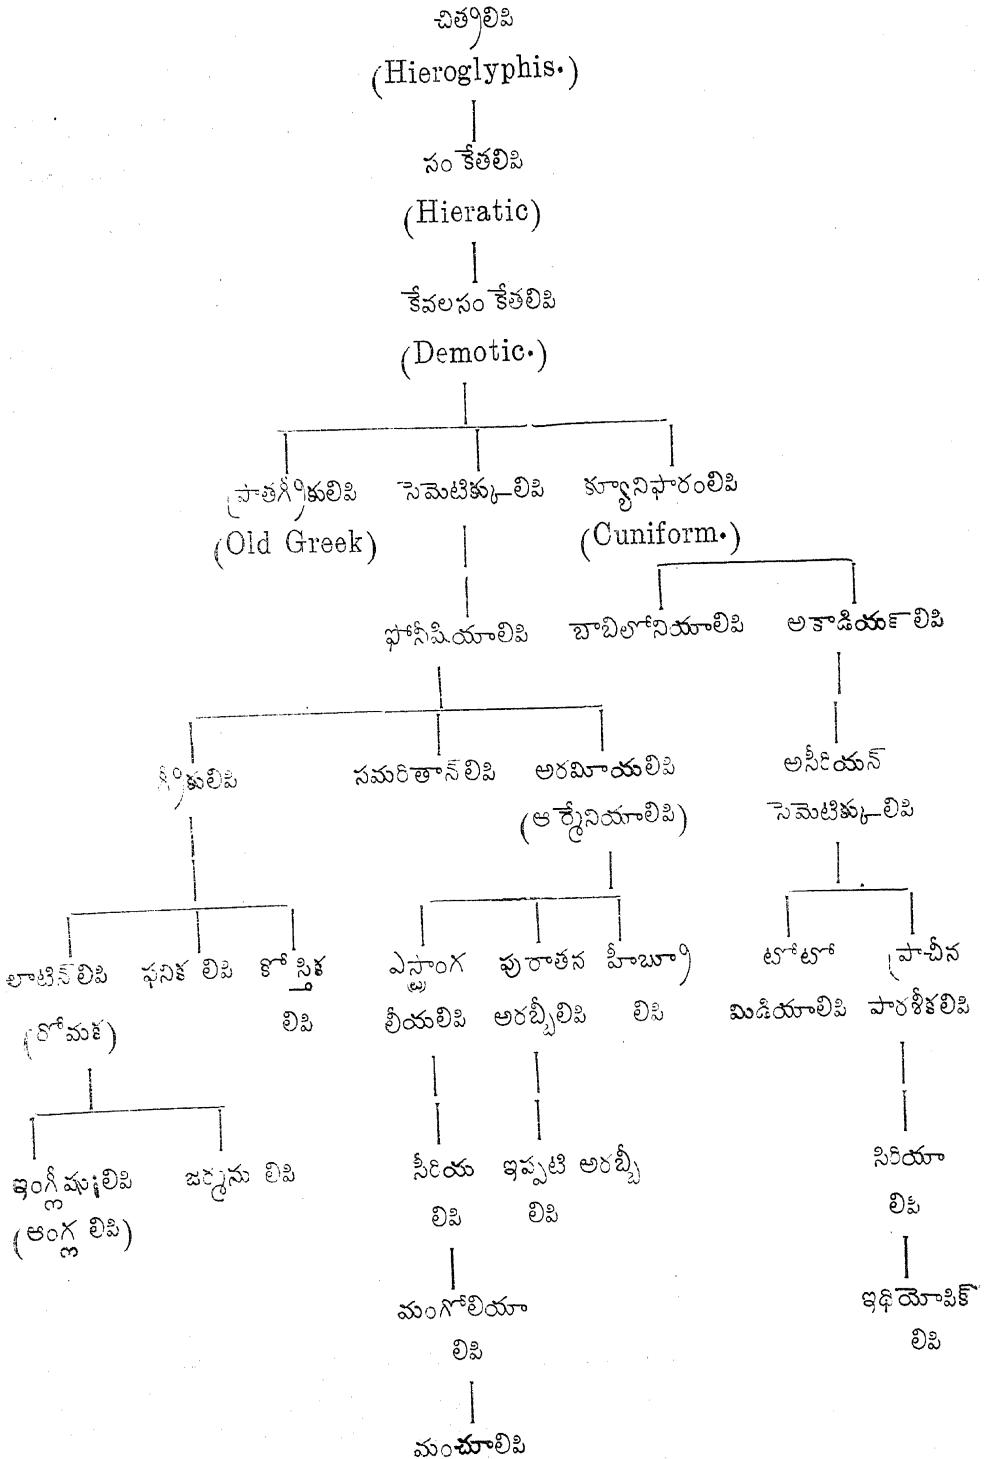 చిత్రలిపి
(Hieroglyphis.)
సంకేతలిపి
(Hieratic)
కేవలసంకేతలిపి
(Demotic.)
ప్రాతగ్రీకులిపి సెమెటిక్కు లిపి క్యూనిఫారంలిపి
(Old Greek) (Cuniform.)
ఫోనీషియాలిపి బాబిలోనియాలిపి అకాడియక్ లిపి
గ్రీకులిపి సమరితాన్ లిపి అరమీయలిపి అసీరియన్
(ఆర్మేనియాలిపి) సెమెటిక్కు లిపి
లాటిన్ లిపి ఫనిక లిపి కోస్తిక ఎస్ట్రాంగ పురాతన హీబ్రూ టోటో ప్రాచీన
(రోమక) లిపి లీయలిపి అరబ్బీలిపి లిపి మిడియాలిపి పారశీకలిపి
ఇంగ్లీషులిపి జర్మను లిపి సీరియ ఇప్పటి అరబ్బీ సిరియా
(ఆంగ్ల లిపి) లిపి లిపి లిపి
మంగోలియా ఇథియోపిక్
లిపి లిపి
మంచూలిపి